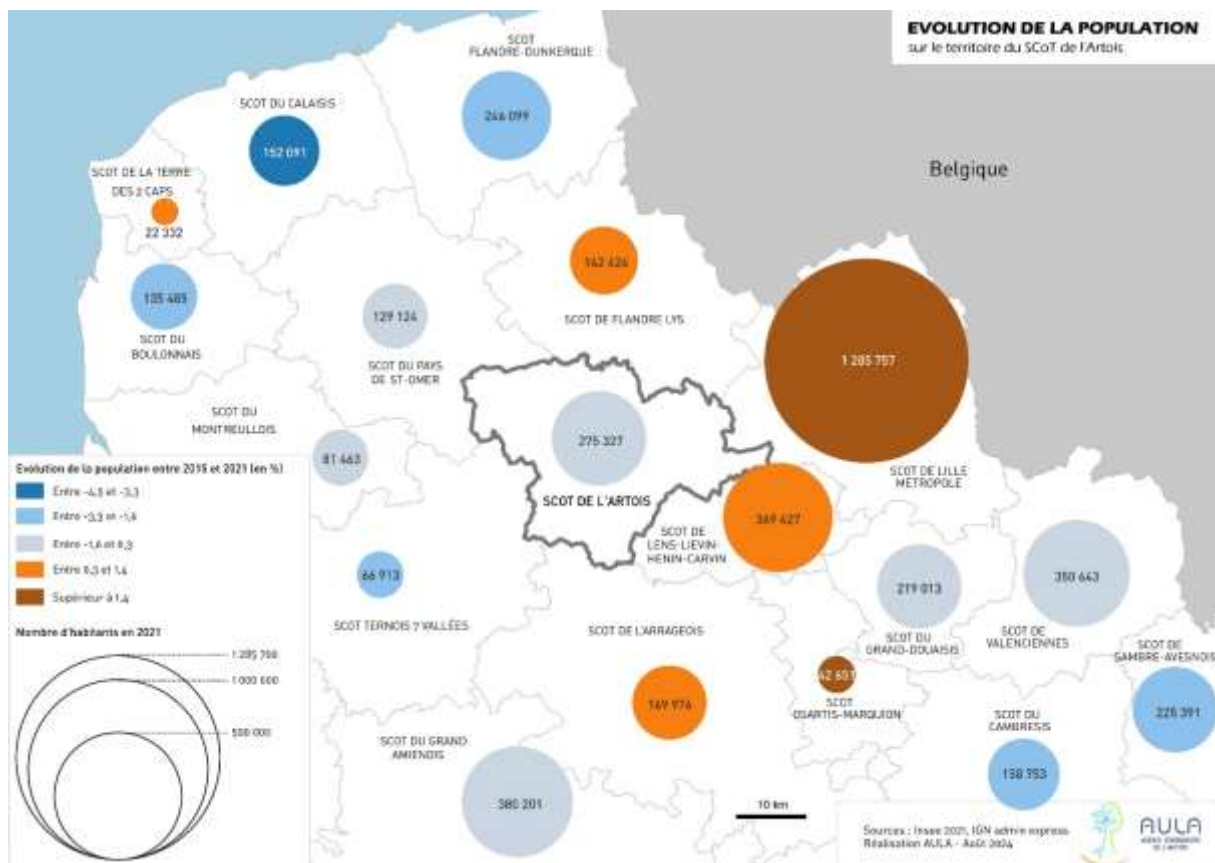 EVOLUTION DE LA POPULATION
sur le territoire du SCoT de l'Artois
SCOT
FLANDRE-DUNKERQUE
246 099
SCOT DU CALAISIS
152 091
SCOT DE LA TERRE
DES 2 CAPS
22 332
Belgique
142 424
SCOT DE FLANDRE LYS
SCOT DU
BOULONNAIS
129 124
SCOT DU PAYS
DE ST-OMER
1 285 757
SCOT DE LILLE
METROPOLE
SCOT DU
MONTREUILLOIS
81 463
275 327
SCOT DE L'ARTOIS
369 427
SCOT DE
LENS-LIEVIN-
HENIN-CARVIN
Evolution de la population entre 2015 et 2021 (en %)
Entre -4,5 et -3,3
Entre -3,3 et -1,6
Entre -1,6 et 0,3
Entre 0,3 et 1,4
Supérieur à 1,4
66 913
SCOT TERNOIS 7 VALLÉES
219 013
SCOT DU
GRAND-DOUAISIS
350 643
SCOT DE
VALENCIENNES
SCOT DE
SAMBRE-AVESNOIS
225 391
SCOT DE L'ARRAGEOIS
169 976
SCOT
OSARTIS-MARQUION
SCOT DU
CAMBRESIS
138 753
Nombre d'habitants en 2021
1 285 700
1 000 000
500 000
SCOT DU GRAND
AMIENOIS
380 201
10 km
Sources : Insee 2021, IGN admin express
Réalisation AULA - Août 2024
AULA